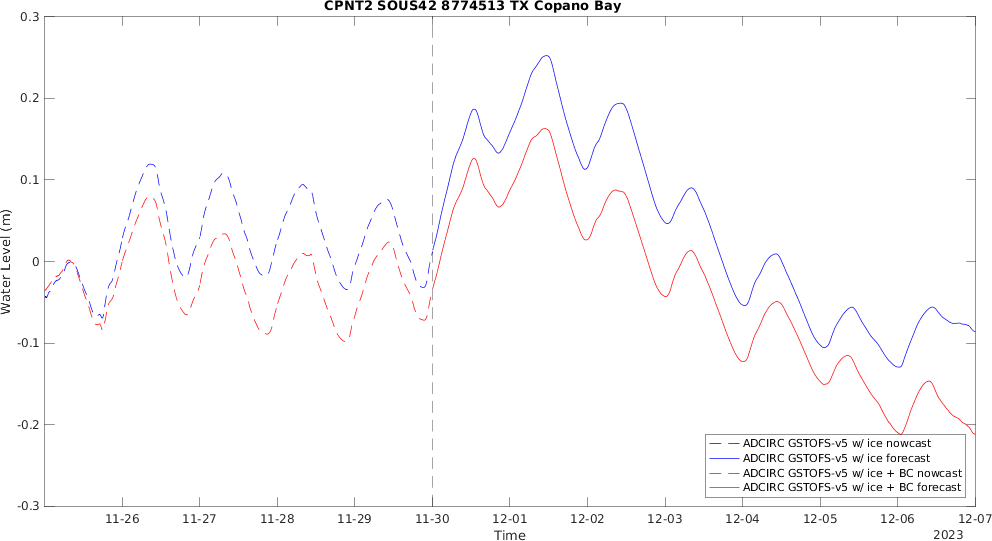 CPNT2 SOUS42 8774513 TX Copano Bay
Water Level (m)
0.3
0.2
0.1
0
-0.1
-0.2
-0.3
ADCIRC GSTOFS-v5 w/ ice nowcast
ADCIRC GSTOFS-v5 w/ ice forecast
ADCIRC GSTOFS-v5 w/ ice + BC nowcast
ADCIRC GSTOFS-v5 w/ ice + BC forecast
11-26 11-27 11-28 11-29 11-30 12-01 12-02 12-03 12-04 12-05 12-06 12-07
Time
2023